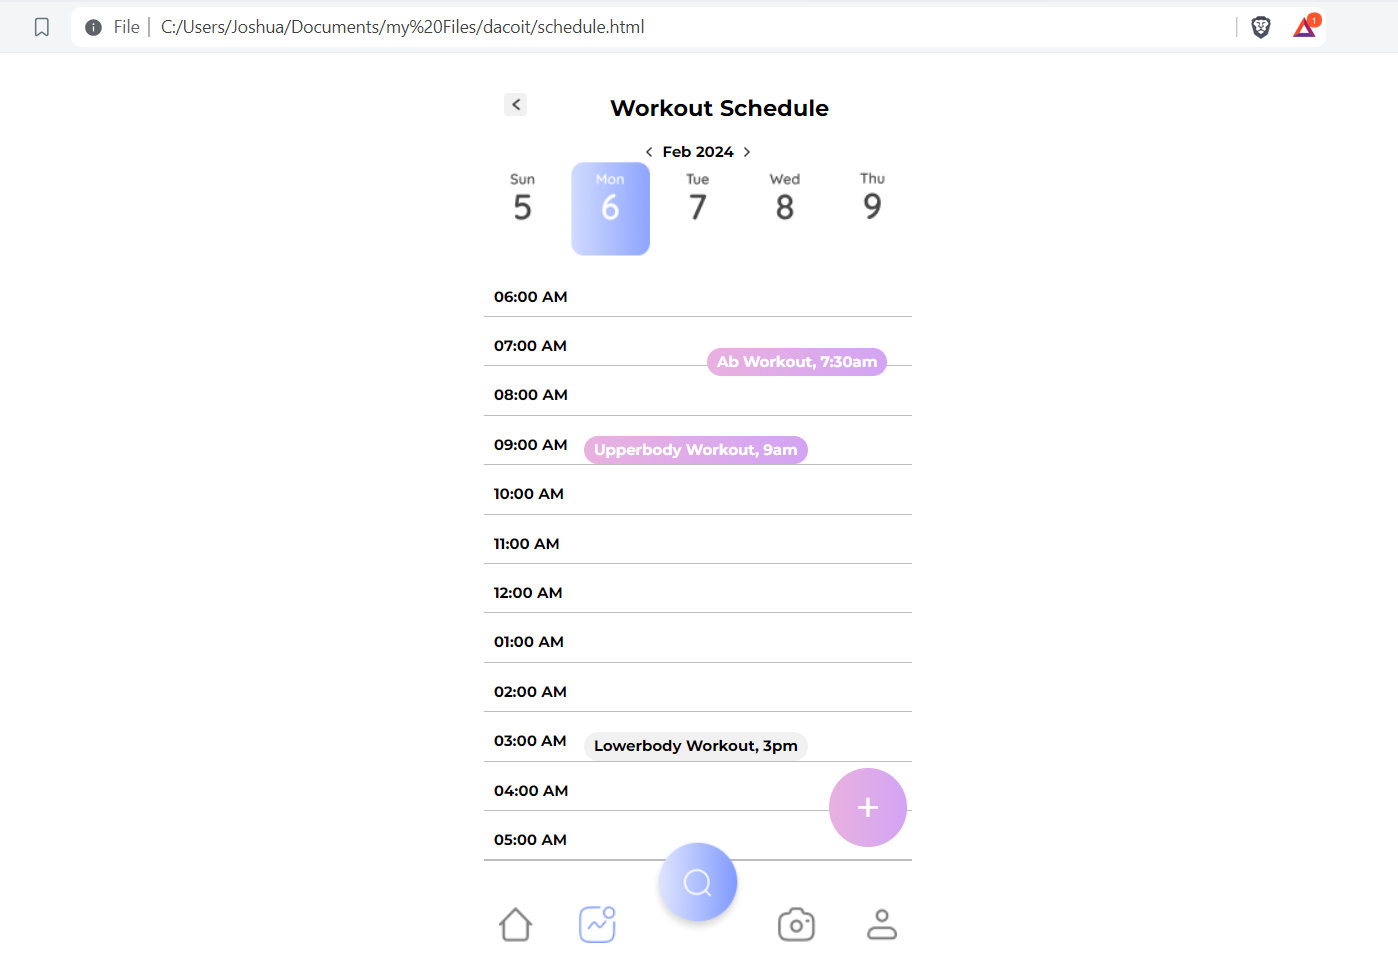 File | C:/Users/Joshua/Documents/my%20Files/dacoit/schedule.html
1
Workout Schedule
< Feb 2024 >
Sun Mon Tue Wed Thu
5 6 7 8 9
06:00 AM
07:00 AM
Ab Workout, 7:30am
08:00 AM
09:00 AM Upperbody Workout, 9am
10:00 AM
11:00 AM
12:00 AM
01:00 AM
02:00 AM
03:00 AM Lowerbody Workout, 3pm
04:00 AM
+
05:00 AM